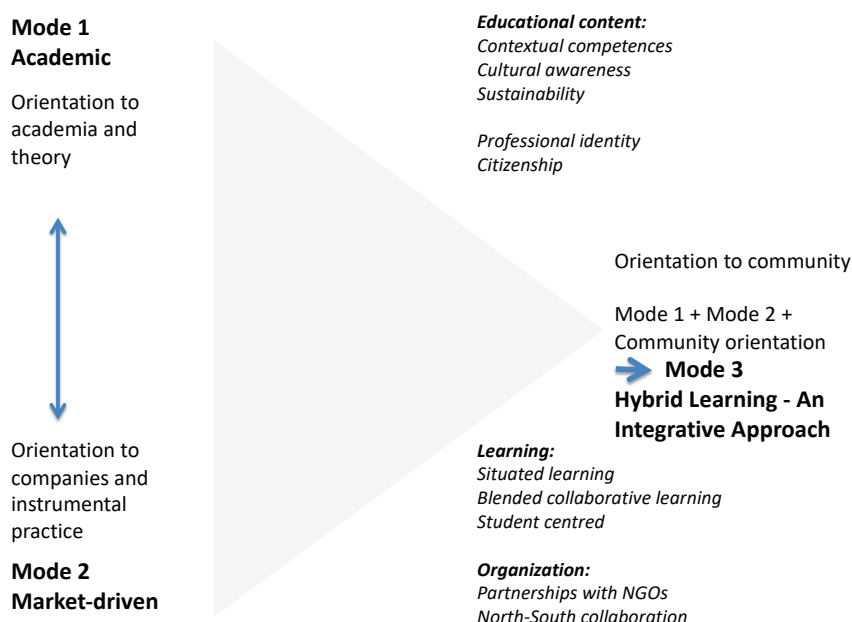 Mode 1
Academic
Orientation to
academia and
theory
Orientation to
companies and
instrumental
practice
Mode 2
Market-driven
Educational content:
Contextual competences
Cultural awareness
Sustainability
Professional identity
Citizenship
Orientation to community
Mode 1 + Mode 2 +
Community orientation
Mode 3
Hybrid Learning - An
Integrative Approach
Learning:
Situated learning
Blended collaborative learning
Student centred
Organization:
Partnerships with NGOs
North-South collaboration